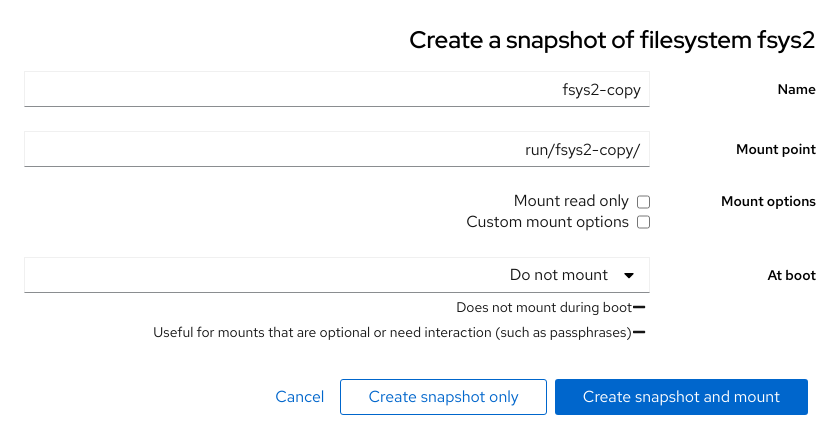 Create a snapshot of filesystem fsys2
Name
fsys2-copy
Mount point
run/fsys2-copy/
Mount options
Mount read only
Custom mount options
At boot
Do not mount
Does not mount during boot
Useful for mounts that are optional or need interaction (such as passphrases)
Create snapshot and mount
Create snapshot only
Cancel